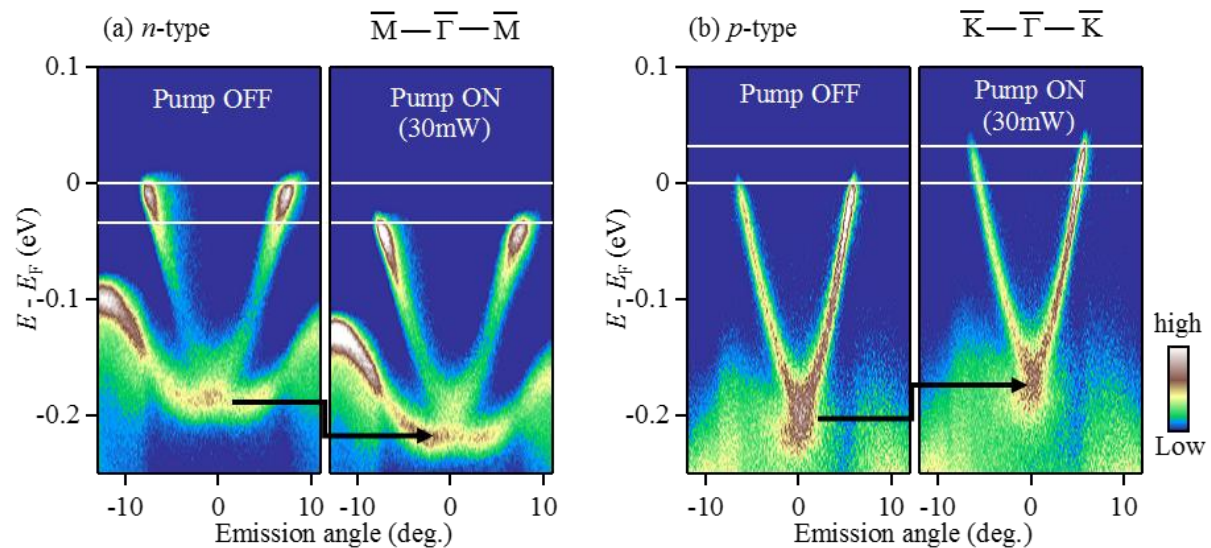 (a) n-type
M̅ — Γ̅ — M̅
(b) p-type
K̅ — Γ̅ — K̅
Pump OFF
Pump ON
(30mW)
Pump OFF
Pump ON
(30mW)
E - E_F (eV)
0.1
0
-0.1
-0.2
-10
0
10
-10
0
10
Emission angle (deg.)
E - E_F (eV)
0.1
0
-0.1
-0.2
-10
0
10
-10
0
10
Emission angle (deg.)
high
Low